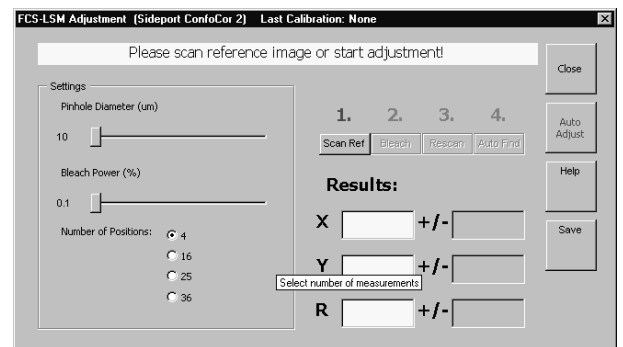 FCS-LSM Adjustment (Sideport ConfoCor 2) Last Calibration: None
Please scan reference image or start adjustment!
Close
Settings
Pinhole Diameter (um)
10
1. 2. 3. 4.
Auto Adjust
Scan Ref Bleach Rescan Auto Find
Bleach Power (%)
0.1
Help
Results:
X +/-
Save
Number of Positions:
4
16
25
36
Y +/-
Select number of measurements
R +/-